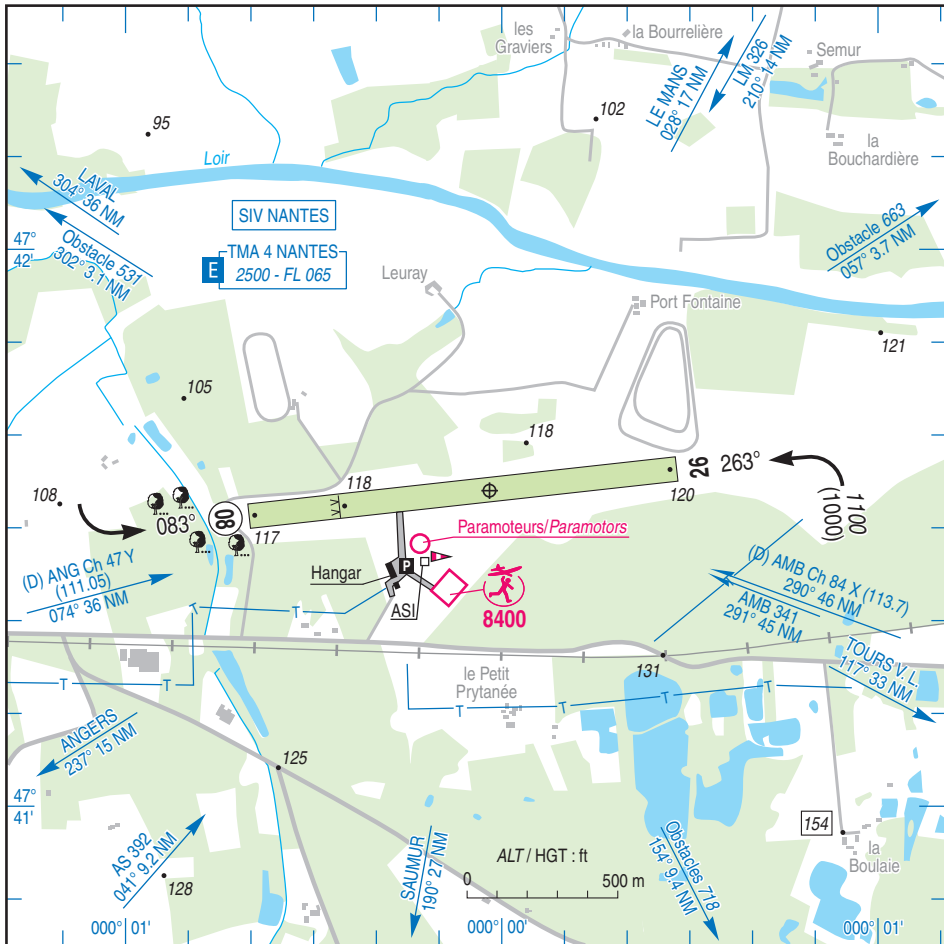 les
Graviers
la Bourrelière
LE MANS
028° 17 NM
LM 326
210° 14 NM
Semur
102
95
la
Bouchardière
Loir
LAVAL
304° 36 NM
Obstacle 531
302° 3.1 NM
47°
42'
SIV NANTES
TMA 4 NANTES
E
2500 - FL 065
Obstacle 663
057° 3.7 NM
Leuray
Port Fontaine
121
105
118
118
26
263°
120
1100
(1000)
108
083°
08
117
Paramoteurs/Paramotors
Hangar
P
ASI
8400
(D) ANG Ch 47 Y
(111.05)
074° 36 NM
(D) AMB Ch 84 X (113.7)
290° 46 NM
AMB 341
291° 45 NM
T
T
131
TOURS V.L.
117° 33 NM
le Petit
Prytanée
T
T
T
T
T
T
T
ANGERS
237° 15 NM
125
47°
41'
AS 392
041° 9.2 NM
128
SAUMUR
190° 27 NM
ALT / HGT : ft
0
500 m
Obstacles 718
154° 9.4 NM
154
la
Boulaie
000° 01'
000° 00'
000° 01'